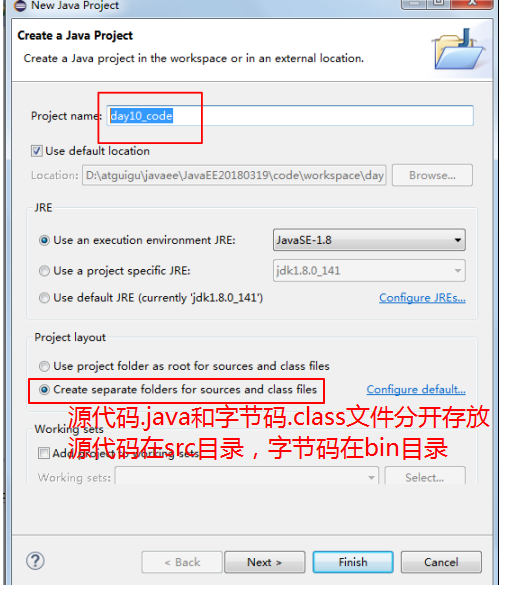 New Java Project
Create a Java Project
Create a Java project in the workspace or in an external location.
Project name: day10_code
Use default location
Location: D:\atguigu\javaee\JavaEE20180319\code\workspace\day Browse...
JRE
Use an execution environment JRE: JavaSE-1.8
Use a project specific JRE: jdk1.8.0_141
Use default JRE (currently 'jdk1.8.0_141') Configure JREs...
Project layout
Use project folder as root for sources and class files
Create separate folders for sources and class files Configure default...
源代码.java和字节码.class文件分开存放
Working sets
源代码在src目录，字节码在bin目录
Add project to working sets
Working sets: Select...
? < Back Next > Finish Cancel